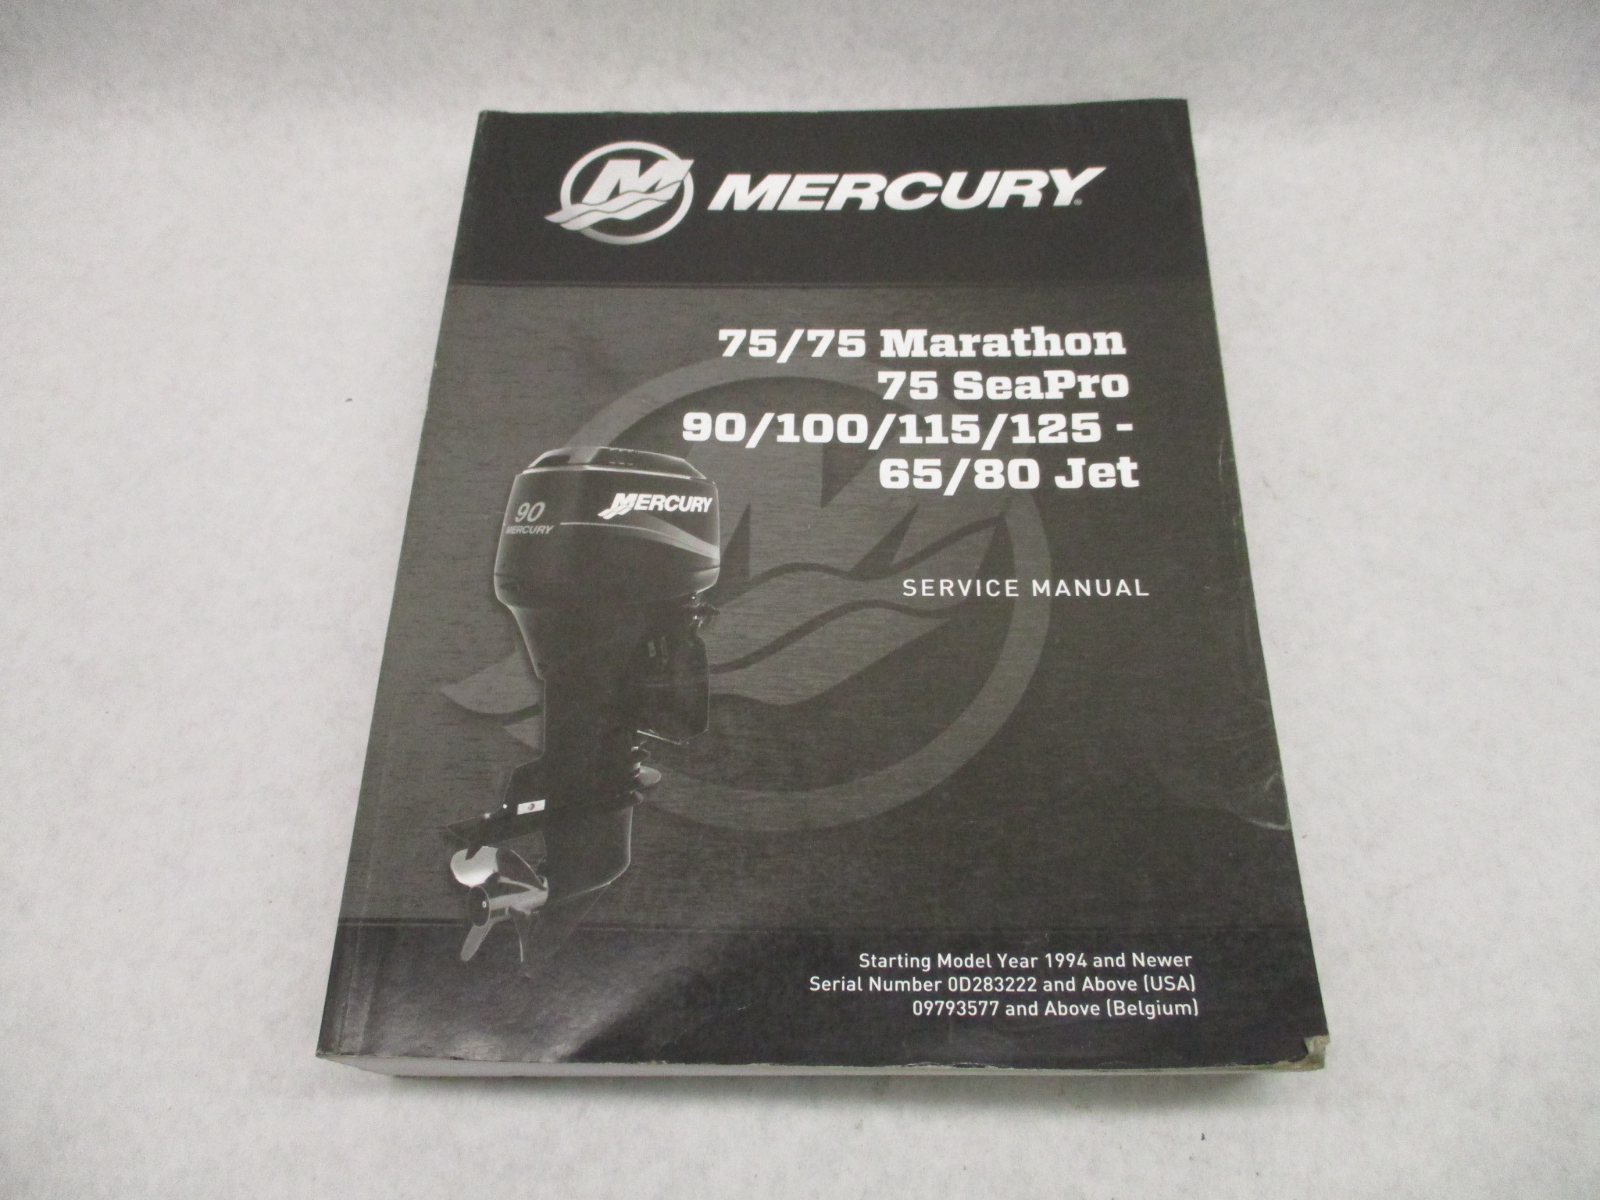 MERCURY®
75/75 Marathon
75 SeaPro
90/100/115/125 -
65/80 Jet
MERCURY
90
MERCURY
SERVICE MANUAL
Starting Model Year 1994 and Newer
Serial Number 0D283222 and Above (USA)
09793577 and Above (Belgium)